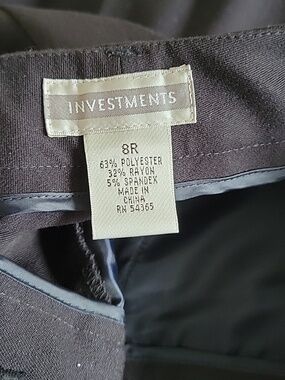 INVESTMENTS
8R
63% POLYESTER
32% RAYON
5% SPANDEX
MADE IN
CHINA
RN 54365